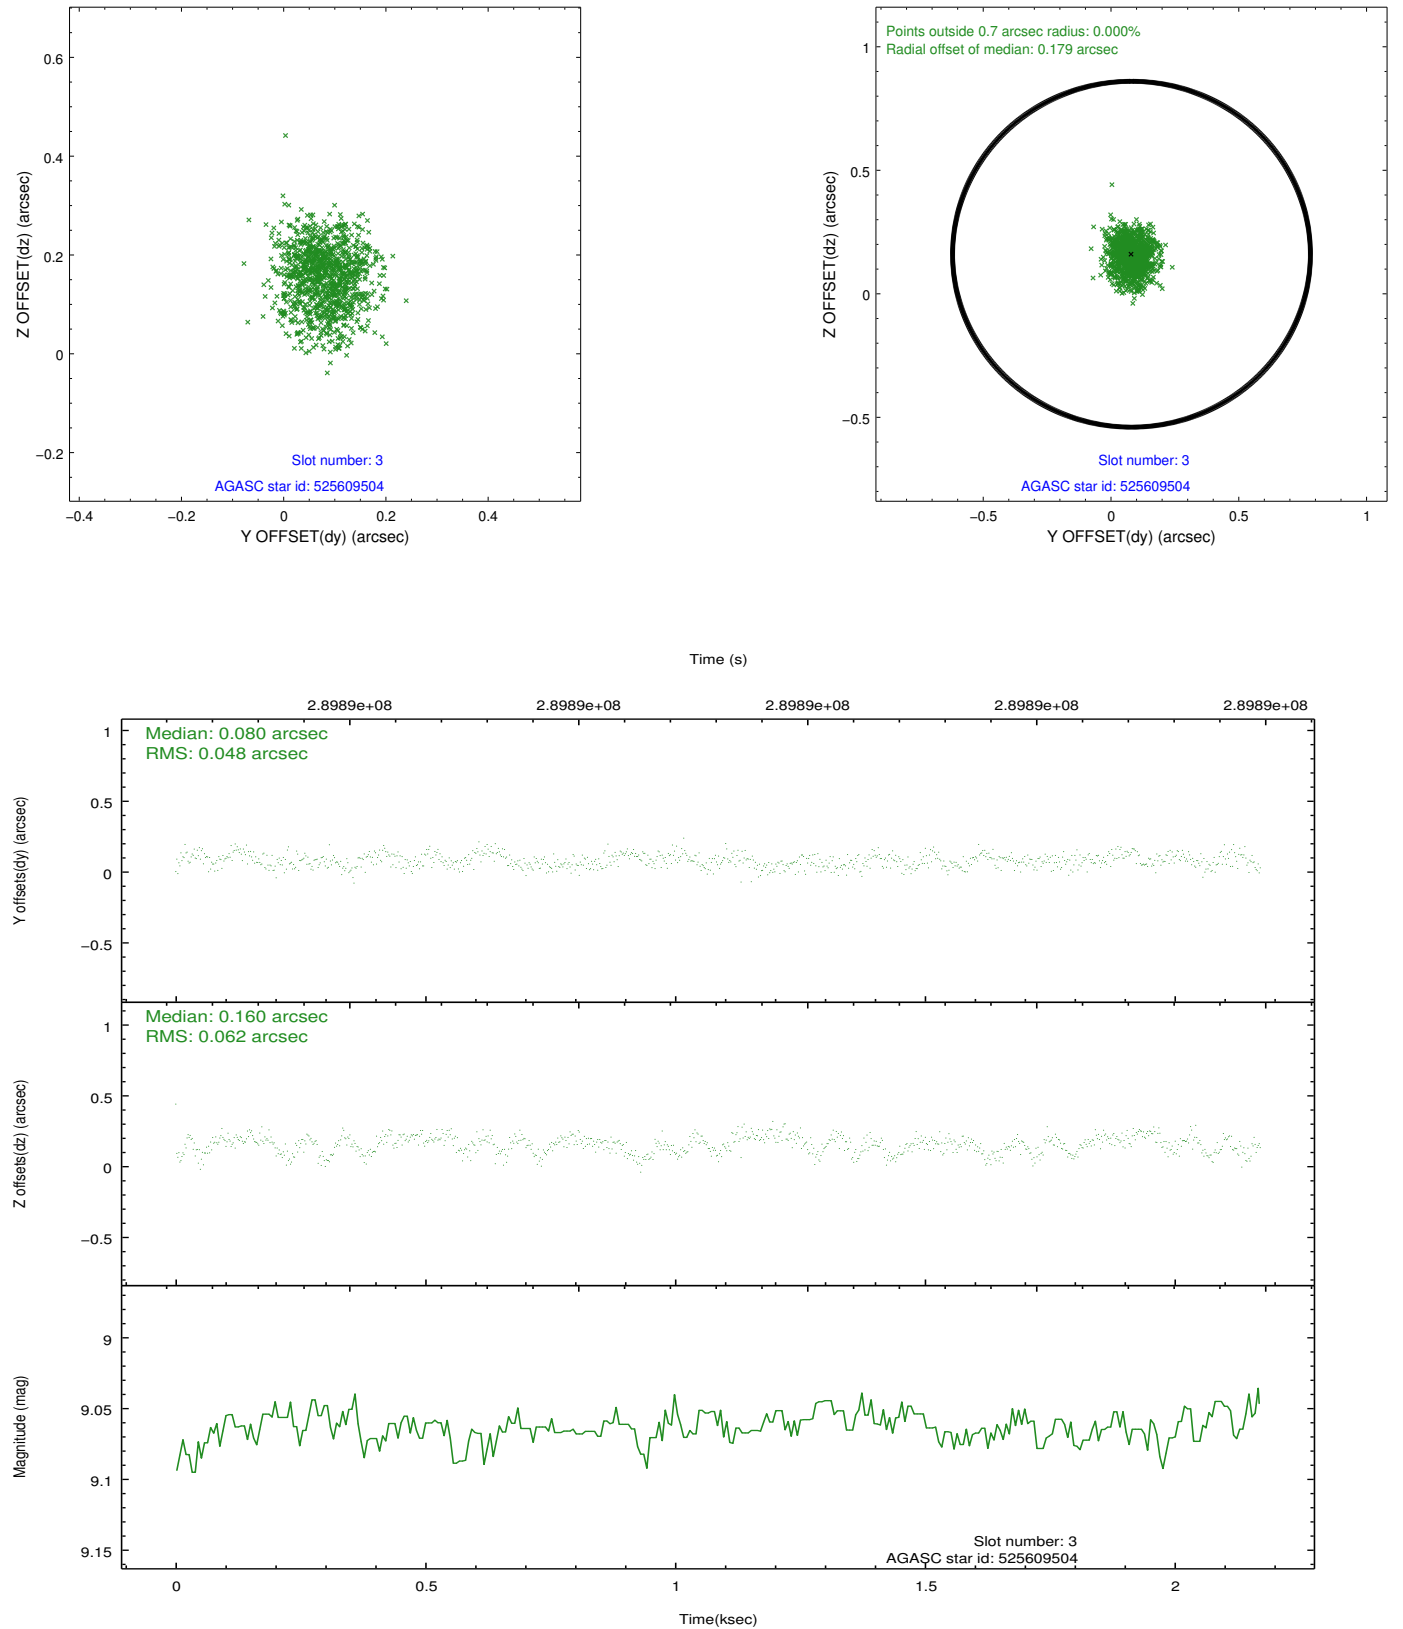 0.6
0.4
0.2
0
−0.2
−0.4
−0.2
0
0.2
0.4
Z OFFSET(dz) (arcsec)
Y OFFSET(dy) (arcsec)
Slot number: 3
AGASC star id: 525609504
Points outside 0.7 arcsec radius: 0.000%
Radial offset of median: 0.179 arcsec
1
0.5
0
−0.5
−0.5
0
0.5
1
Z OFFSET(dz) (arcsec)
Y OFFSET(dy) (arcsec)
Slot number: 3
AGASC star id: 525609504
Time (s)
2.8989e+08
2.8989e+08
2.8989e+08
2.8989e+08
2.8989e+08
Median: 0.080 arcsec
RMS: 0.048 arcsec
1
0.5
0
−0.5
Y offsets(dy) (arcsec)
Median: 0.160 arcsec
RMS: 0.062 arcsec
1
0.5
0
−0.5
Z offsets(dz) (arcsec)
9
9.05
9.1
9.15
Magnitude (mag)
Slot number: 3
AGASC star id: 525609504
0
0.5
1
1.5
2
Time(ksec)